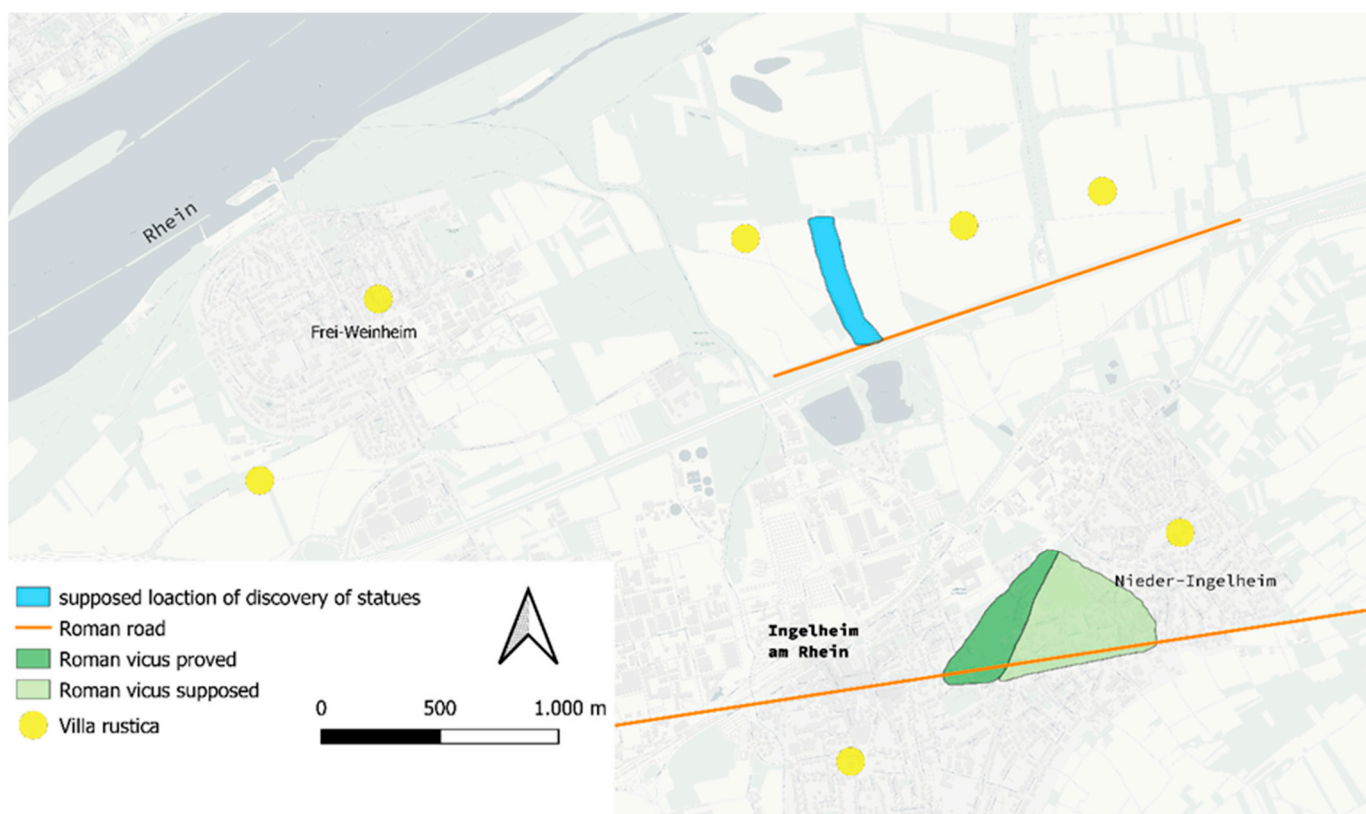 Rhein
Frei-Weinheim
Nieder-Ingelheim
Ingelheim
am Rhein
supposed loaction of discovery of statues
Roman road
Roman vicus proved
Roman vicus supposed
Villa rustica
0 500 1.000 m